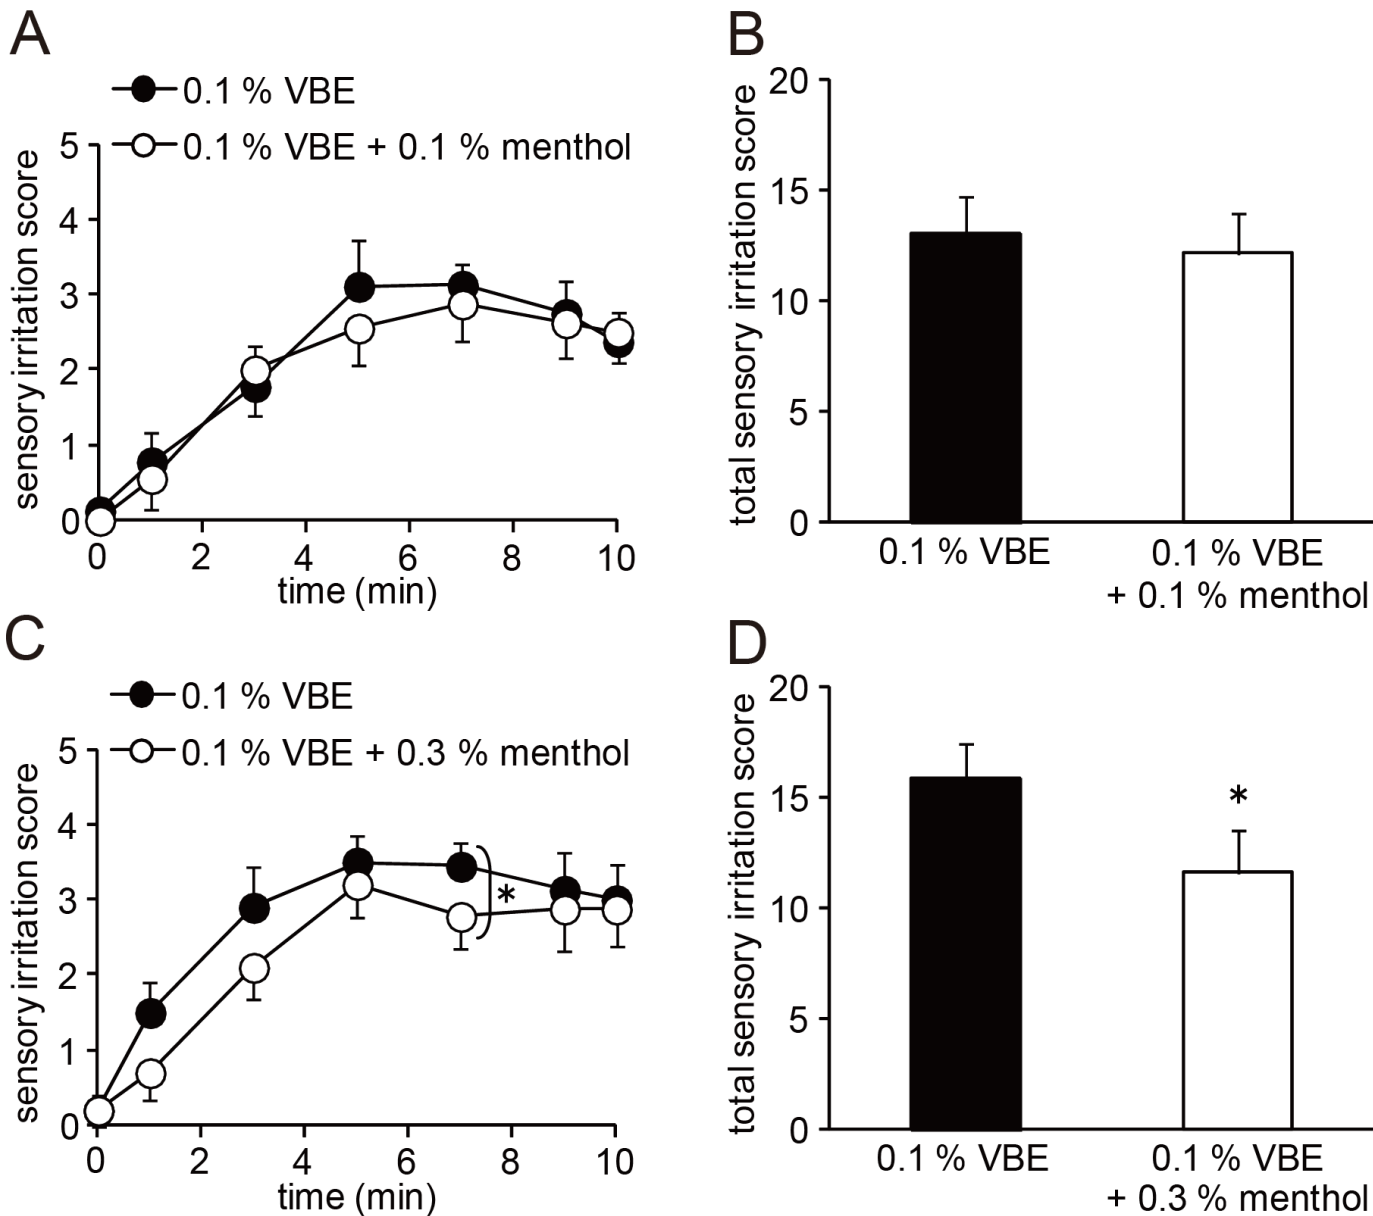 A
0.1 % VBE
0.1 % VBE + 0.1 % menthol
sensory irritation score
5
4
3
2
1
0
0 2 4 6 8 10
time (min)
B
total sensory irritation score
20
15
10
5
0
0.1 % VBE
0.1 % VBE
+ 0.1 % menthol
C
0.1 % VBE
0.1 % VBE + 0.3 % menthol
sensory irritation score
5
4
3
2
1
0
*
0 2 4 6 8 10
time (min)
D
total sensory irritation score
20
15
10
5
0
*
0.1 % VBE
0.1 % VBE
+ 0.3 % menthol